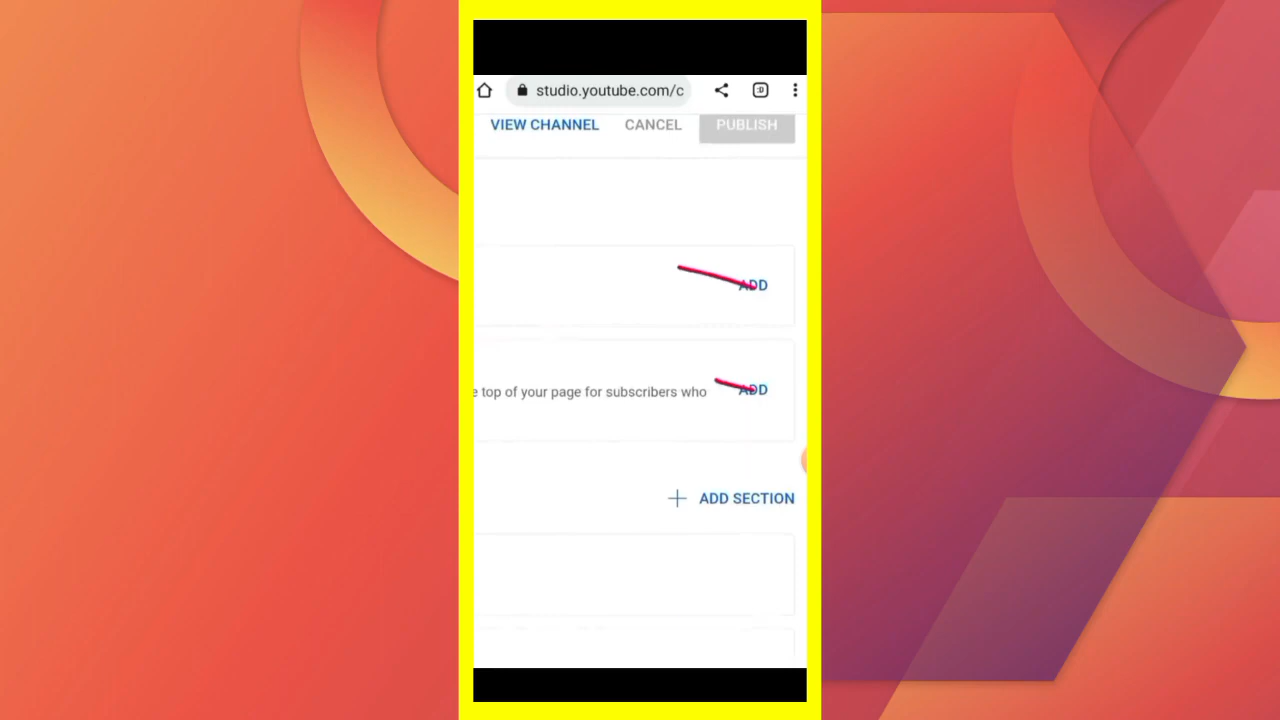 studio.youtube.com/c
:D
VIEW CHANNEL CANCEL PUBLISH
ADD
top of your page for subscribers who ADD
ADD SECTION